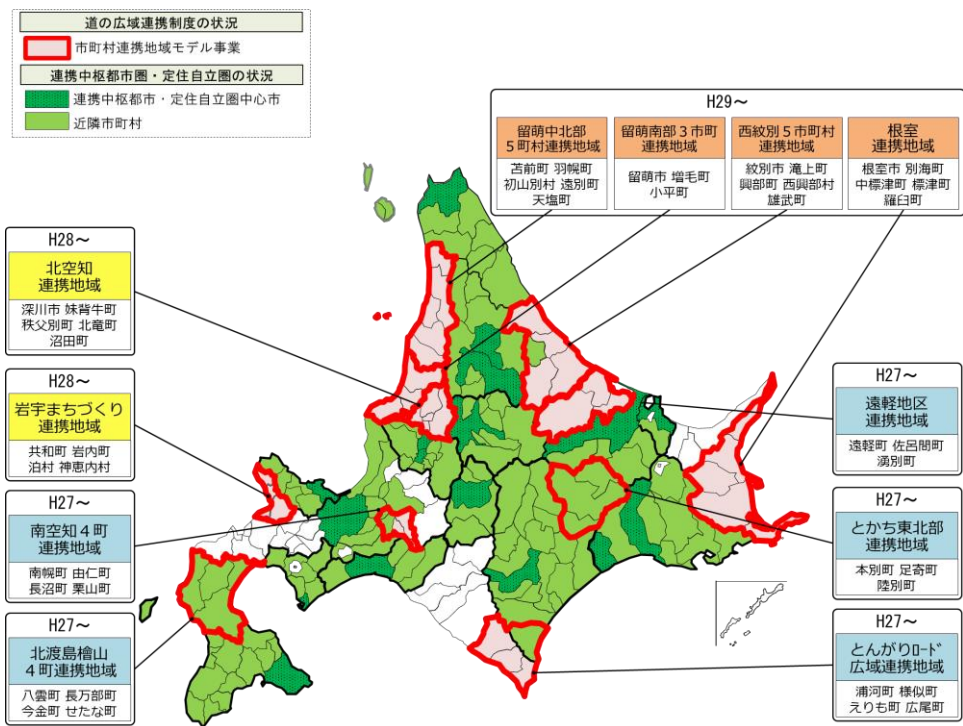 道の広域連携制度の状況
市町村連携地域モデル事業
連携中枢都市圏・定住自立圏の状況
連携中枢都市・定住自立圏中心市
近隣市町村
H29～
留萌中北部
５町村連携地域
苫前町 羽幌町
初山別村 遠別町
天塩町
留萌南部３市町
連携地域
留萌市 増毛町
小平町
西紋別５市町村
連携地域
紋別市 滝上町
興部町 西興部村
雄武町
根室
連携地域
根室市 別海町
中標津町 標津町
羅臼町
H28～
北空知
連携地域
深川市 妹背牛町
秩父別町 北竜町
沼田町
H28～
岩宇まちづくり
連携地域
共和町 岩内町
泊村 神恵内村
H27～
南空知４町
連携地域
南幌町 由仁町
長沼町 栗山町
H27～
北渡島檜山
４町連携地域
八雲町 長万部町
今金町 せたな町
H27～
遠軽地区
連携地域
遠軽町 佐呂間町
湧別町
H27～
とかち東北部
連携地域
本別町 足寄町
陸別町
H27～
とんがりﾛｰﾄﾞ
広域連携地域
浦河町 様似町
えりも町 広尾町